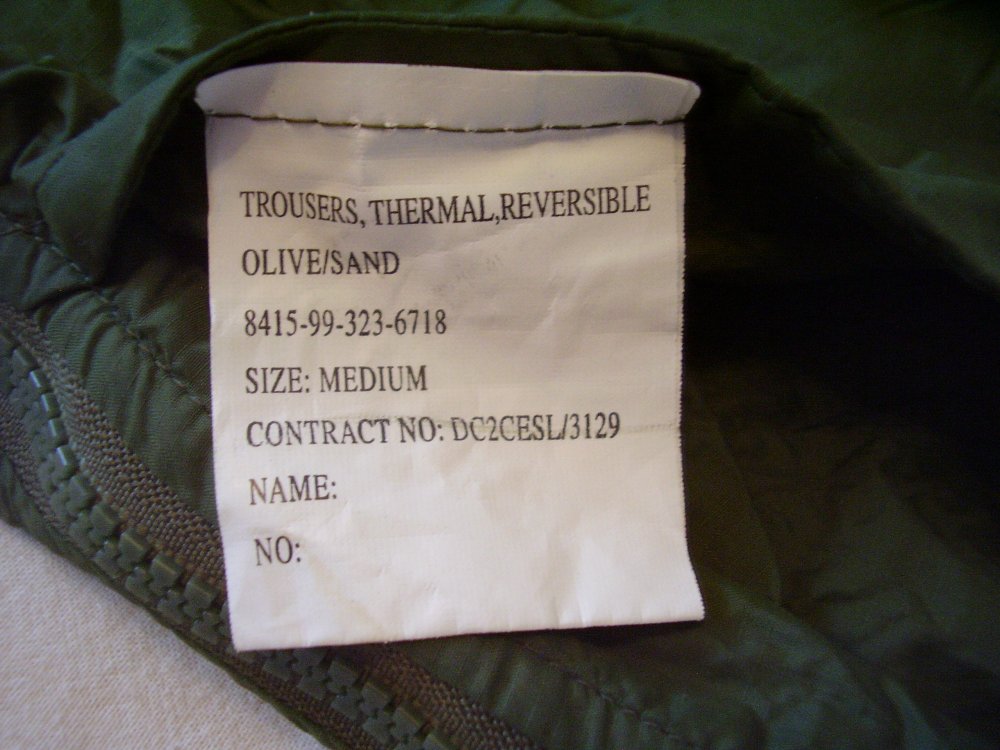 TROUSERS, THERMAL,REVERSIBLE
OLIVE/SAND
8415-99-323-6718
SIZE: MEDIUM
CONTRACT NO: DC2CESL/3129
NAME:
NO: